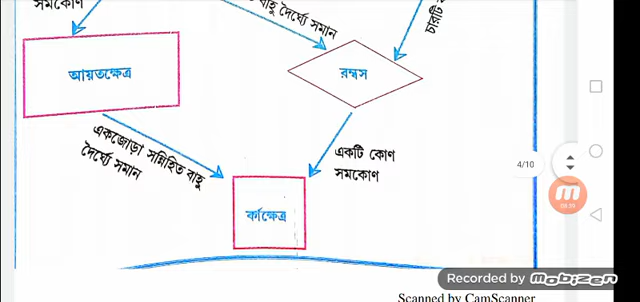 সমকোণ
বাহু দৈর্ঘ্যে সমান
চারটি
আয়তক্ষেত্র
রম্বস
একজোড়া সন্নিহিত বাহু
দৈর্ঘ্যে সমান
একটি কোণ
সমকোণ
4/10
বর্গক্ষেত্র
Recorded by mobizen
Scanned by CamScanner